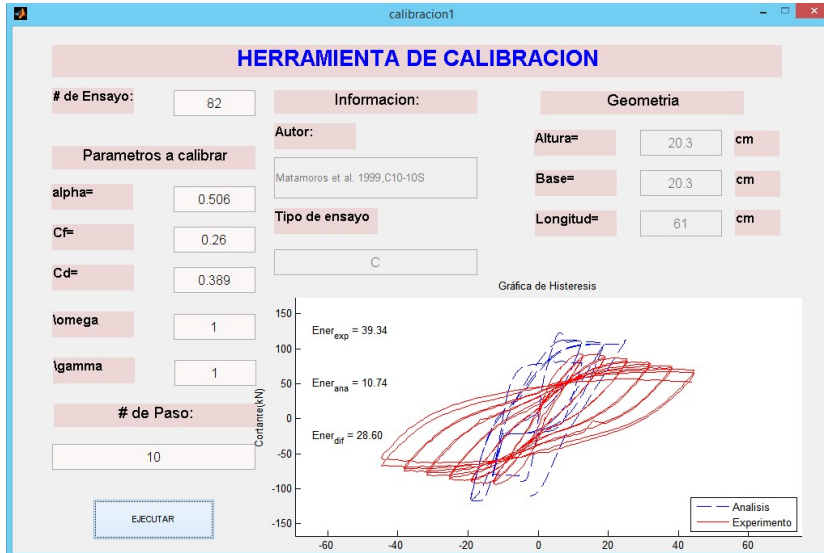 calibracion1
HERRAMIENTA DE CALIBRACION
# de Ensayo:
82
Parametros a calibrar
alpha=
0.506
Cf=
0.26
Cd=
0.389
\omega
1
\gamma
1
# de Paso:
10
EJECUTAR
Informacion:
Autor:
Matamoros et al. 1999,C10-10S
Tipo de ensayo
C
Geometria
Altura=
20.3
cm
Base=
20.3
cm
Longitud=
61
cm
Gráfica de Histeresis
Cortante(kN)
150
100
50
0
-50
-100
-150
Ener_exp = 39.34
Ener_ana = 10.74
Ener_dif = 28.60
-60
-40
-20
0
20
40
60
Analisis
Experimento